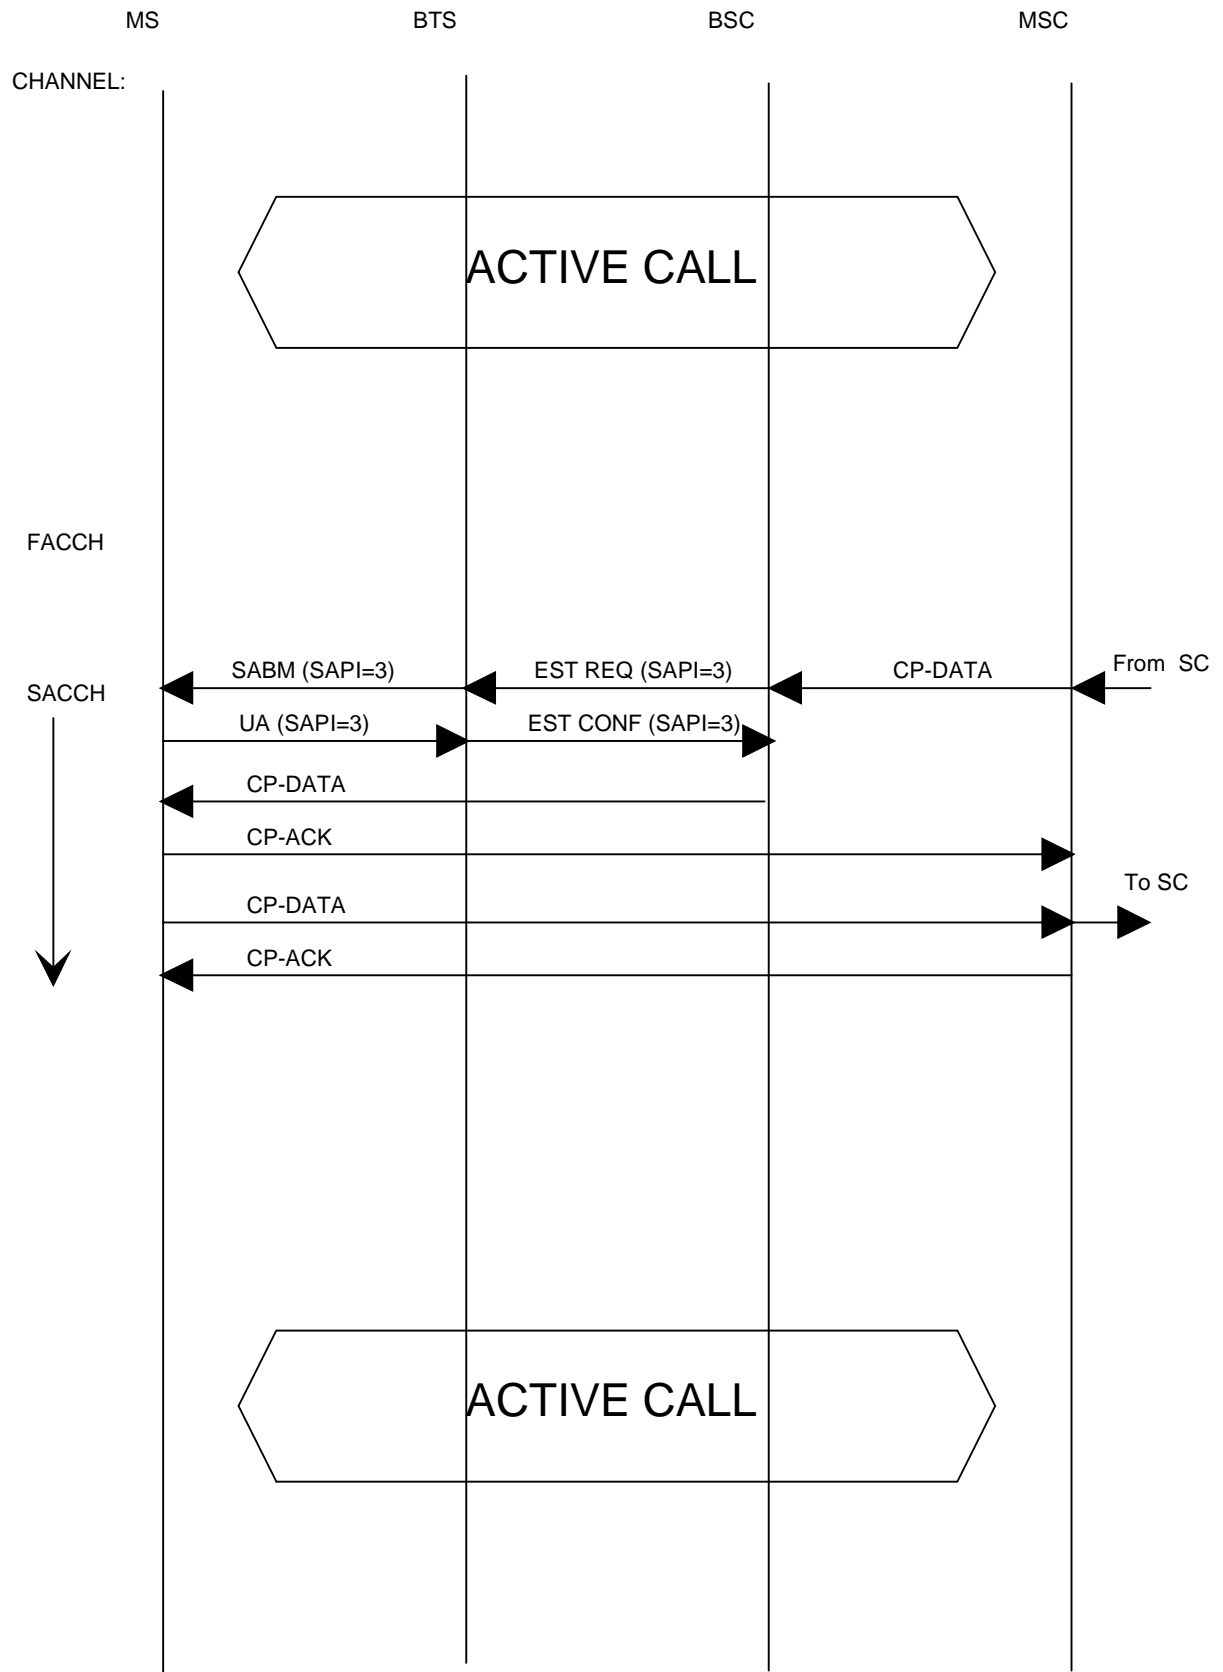 MS BTS BSC MSC
CHANNEL:
ACTIVE CALL
FACCH
SABM (SAPI=3) EST REQ (SAPI=3) CP-DATA From SC
SACCH
UA (SAPI=3) EST CONF (SAPI=3)
CP-DATA
CP-ACK
To SC
CP-DATA
CP-ACK
ACTIVE CALL